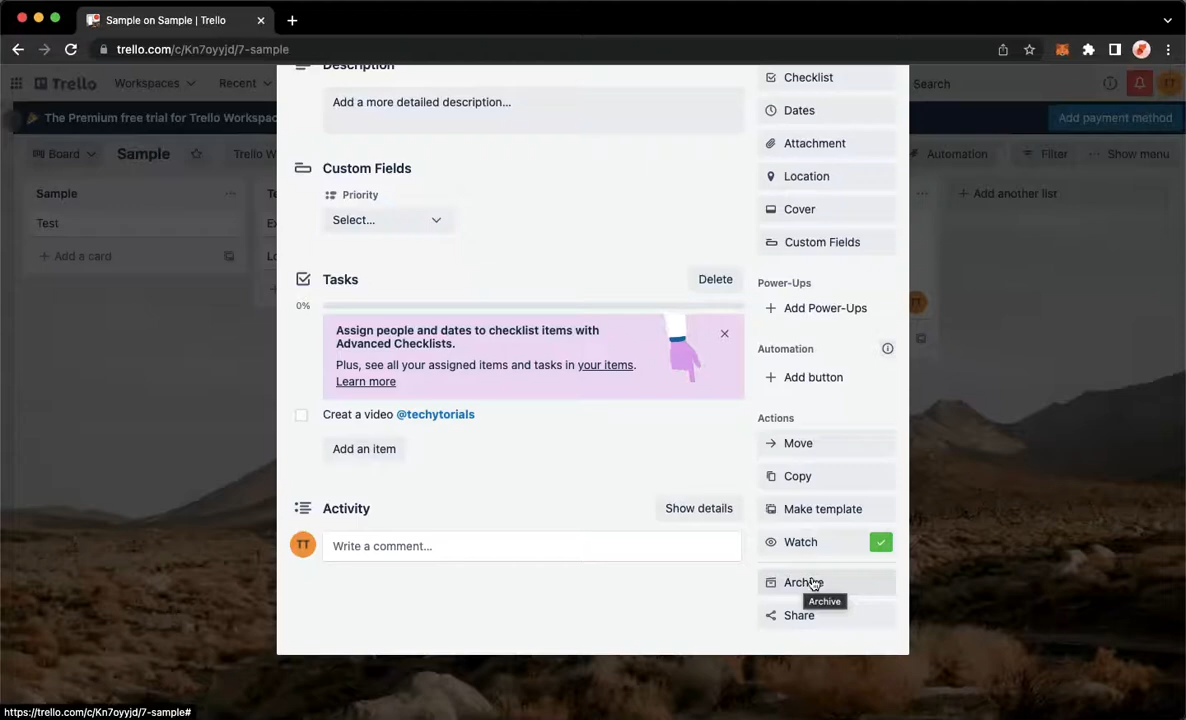 Sample on Sample | Trello
trello.com/c/Kn7oyyjd/7-sample
Trello
Workspaces
Recent
Search
TT
The Premium free trial for Trello Workspac
Add payment method
Board
Sample
Trello W
Automation
Filter
Show menu
Sample
Test
Add a card
Add another list
TT
Description
Add a more detailed description...
Custom Fields
Priority
Select...
Tasks
Delete
0%
Assign people and dates to checklist items with
Advanced Checklists.
Plus, see all your assigned items and tasks in your items.
Learn more
Creat a video @techytorials
Add an item
Activity
Show details
TT
Write a comment...
Checklist
Dates
Attachment
Location
Cover
Custom Fields
Power-Ups
Add Power-Ups
Automation
Add button
Actions
Move
Copy
Make template
Watch
Archive
Archive
Share
https://trello.com/c/Kn7oyyjd/7-sample#